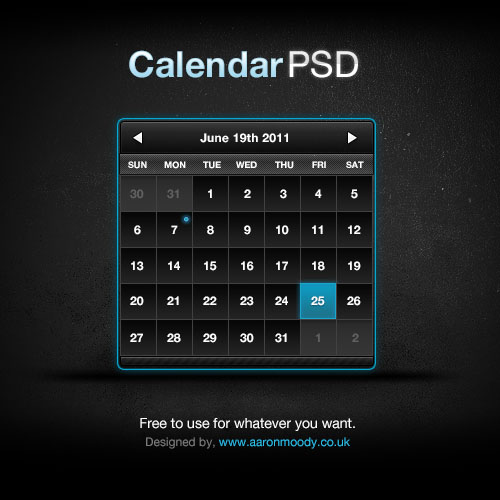 Calendar PSD
June 19th 2011
SUN MON TUE WED THU FRI SAT
30 31 1 2 3 4 5
6 7 8 9 10 11 12
13 14 15 16 17 18 19
20 21 22 23 24 25 26
27 28 29 30 31 1 2
Free to use for whatever you want.
Designed by, www.aaronmoody.co.uk